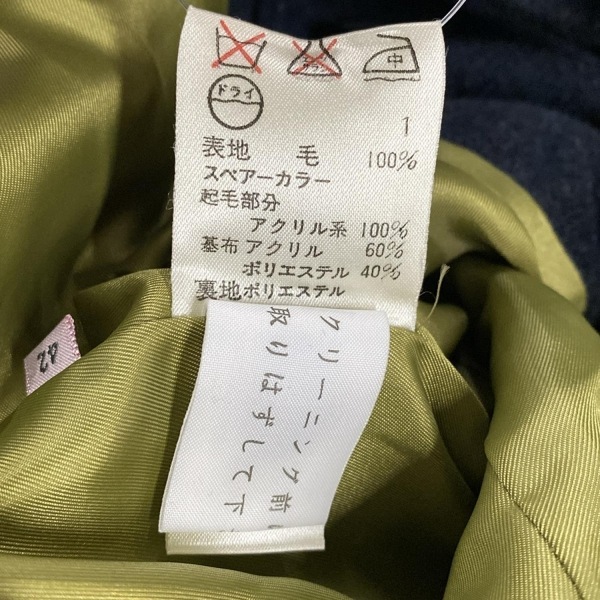 中
ドライ
1
表地 毛 100%
スペアーカラー
起毛部分
アクリル系 100%
基布 アクリル 60%
ポリエステル 40%
裏地 ポリエステル
クリーニング前
取りはずして下
42